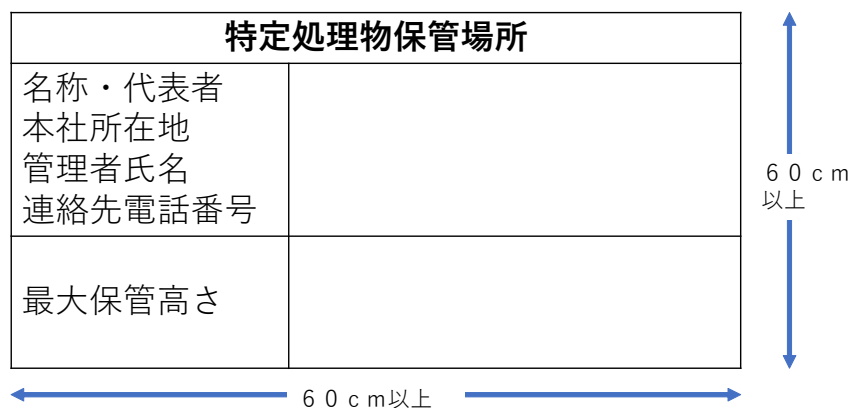 特定処理物保管場所
名称・代表者
本社所在地
管理者氏名
連絡先電話番号
最大保管高さ
６０ｃｍ
以上
６０ｃｍ以上